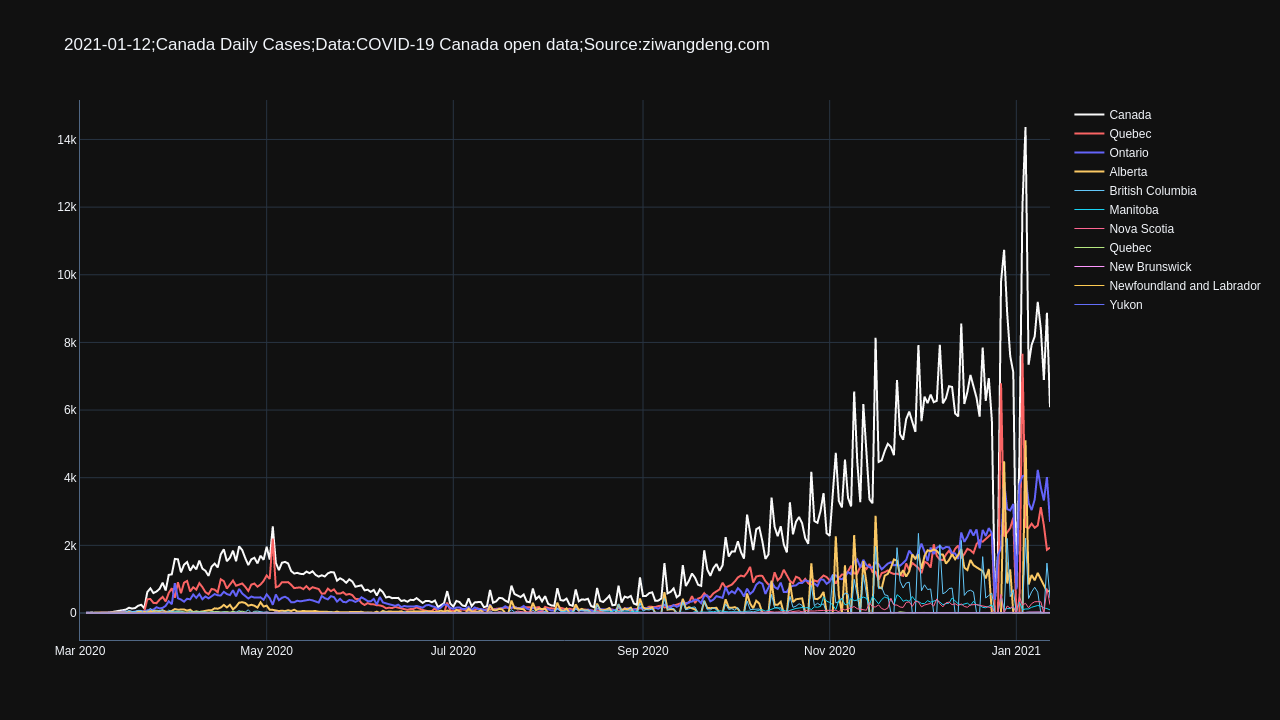 2021-01-12;Canada Daily Cases;Data:COVID-19 Canada open data;Source:ziwangdeng.com
14k
12k
10k
8k
6k
4k
2k
0
Mar 2020
May 2020
Jul 2020
Sep 2020
Nov 2020
Jan 2021
Canada
Quebec
Ontario
Alberta
British Columbia
Manitoba
Nova Scotia
Quebec
New Brunswick
Newfoundland and Labrador
Yukon